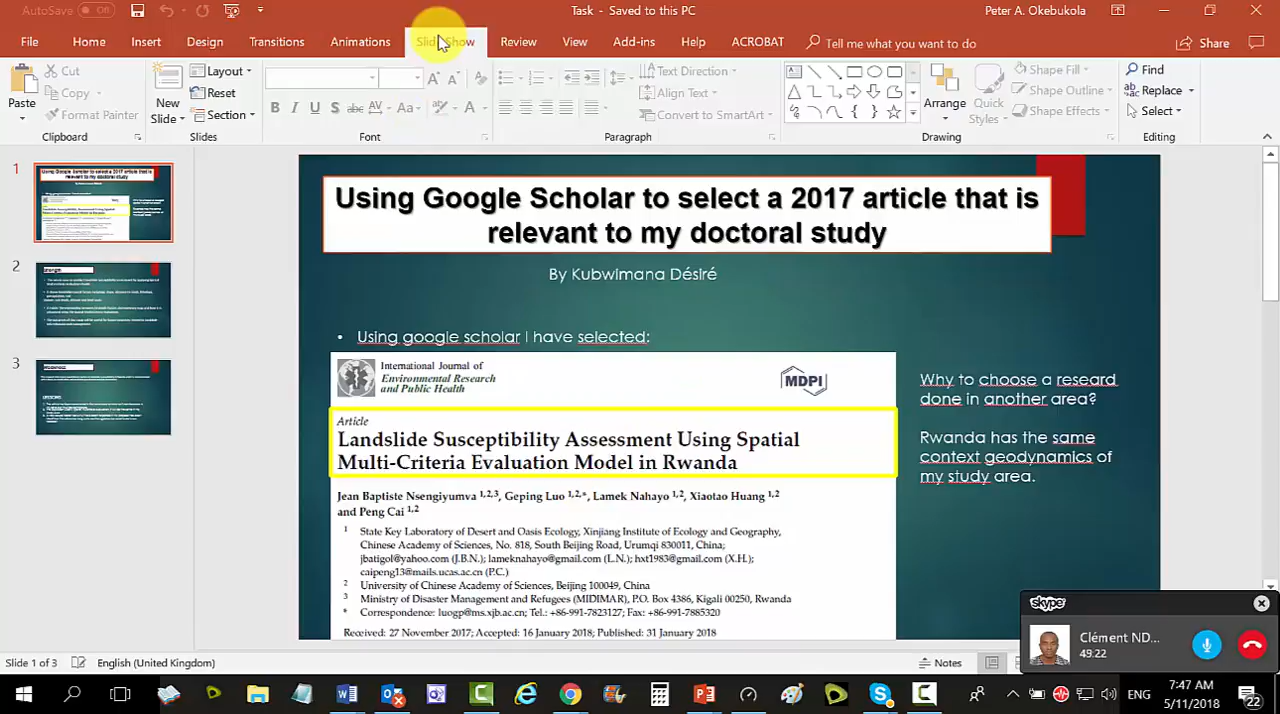 AutoSave Off
Task - Saved to this PC
Peter A. Okebukola
File Home Insert Design Transitions Animations Slide Show Review View Add-ins Help ACROBAT Tell me what you want to do Share
Cut
Copy
Format Painter
Paste
Clipboard
New
Slide
Layout
Reset
Section
Slides
B I U S abc AV Aa A
Font
Text Direction
Align Text
Convert to SmartArt
Paragraph
Arrange
Quick
Styles
Shape Fill
Shape Outline
Shape Effects
Drawing
Find
Replace
Select
Editing
1
2
3
Using Google Scholar to select a 2017 article that is
relevant to my doctoral study
By Kubwimana Désiré
• Using google scholar I have selected:
International Journal of
Environmental Research
and Public Health
MDPI
Article
Landslide Susceptibility Assessment Using Spatial
Multi-Criteria Evaluation Model in Rwanda
Jean Baptiste Nsengiyumva 1,2,3, Geping Luo 1,2,*, Lamek Nahayo 1,2, Xiaotao Huang 1,2
and Peng Cai 1,2
1 State Key Laboratory of Desert and Oasis Ecology, Xinjiang Institute of Ecology and Geography,
Chinese Academy of Sciences, No. 818, South Beijing Road, Urumqi 830011, China;
jbatigol@yahoo.com (J.B.N.); lameknahayo@gmail.com (L.N.); hxt1983@gmail.com (X.H.);
caipeng13@mails.ucas.ac.cn (P.C.)
2 University of Chinese Academy of Sciences, Beijing 100049, China
3 Ministry of Disaster Management and Refugees (MIDIMAR), P.O. Box 4386, Kigali 00250, Rwanda
* Correspondence: luogp@ms.xjb.ac.cn; Tel.: +86-991-7823127; Fax: +86-991-7885320
Received: 27 November 2017; Accepted: 16 January 2018; Published: 31 January 2018
Why to choose a researd
done in another area?
Rwanda has the same
context geodynamics of
my study area.
skype
Clément ND...
49:22
Slide 1 of 3
English (United Kingdom)
Notes
ENG
7:47 AM
5/11/2018
22